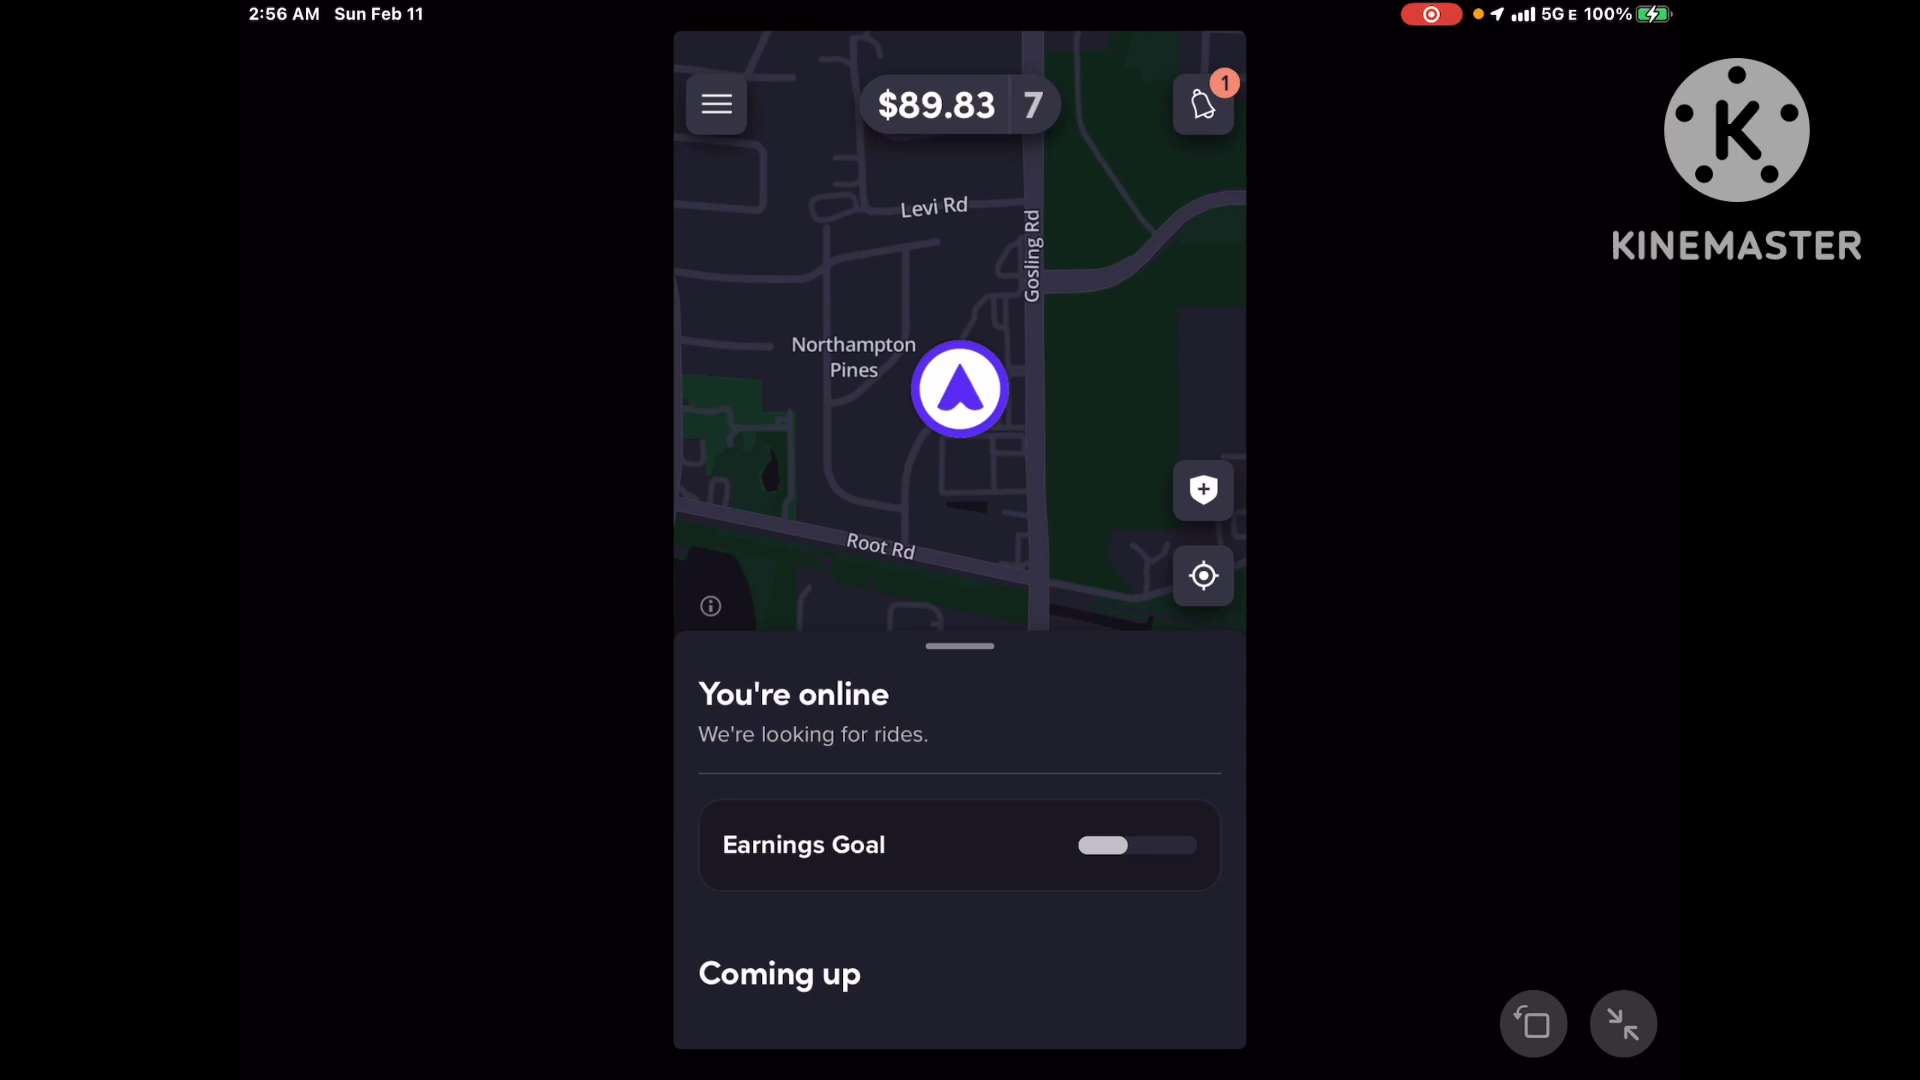 2:56 AM Sun Feb 11
5G E 100%
$89.83 7
1
K
KINEMASTER
Levi Rd
Gosling Rd
Northampton
Pines
Root Rd
You're online
We're looking for rides.
Earnings Goal
Coming up